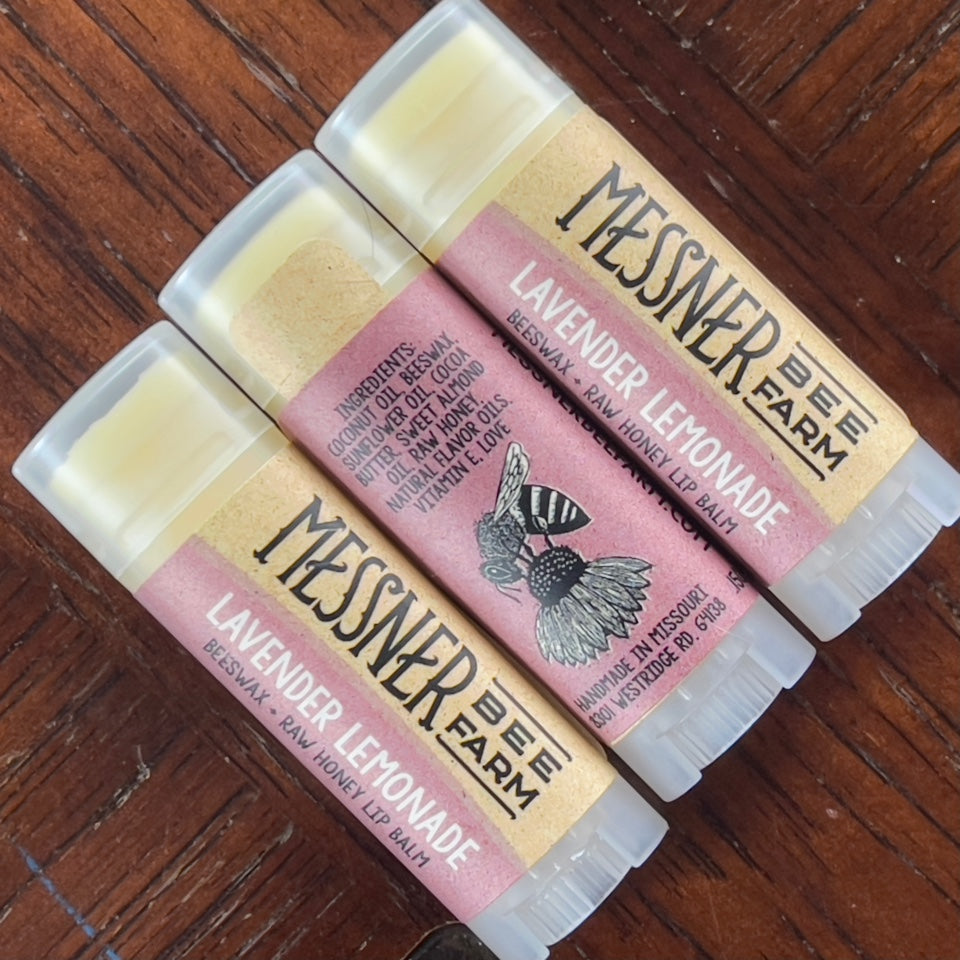 MESSNER
BEE
FARM
LAVENDER LEMONADE
BEESWAX + RAW HONEY LIP BALM
INGREDIENTS:
COCONUT OIL, BEESWAX,
SUNFLOWER OIL, COCOA
BUTTER, SWEET ALMOND
OIL, RAW HONEY,
NATURAL FLAVOR OILS,
VITAMIN E, LOVE
HANDMADE IN MISSOURI
8301 WESTRIDGE RD. 64138
MESSNER
BEE
FARM
LAVENDER LEMONADE
BEESWAX + RAW HONEY LIP BALM